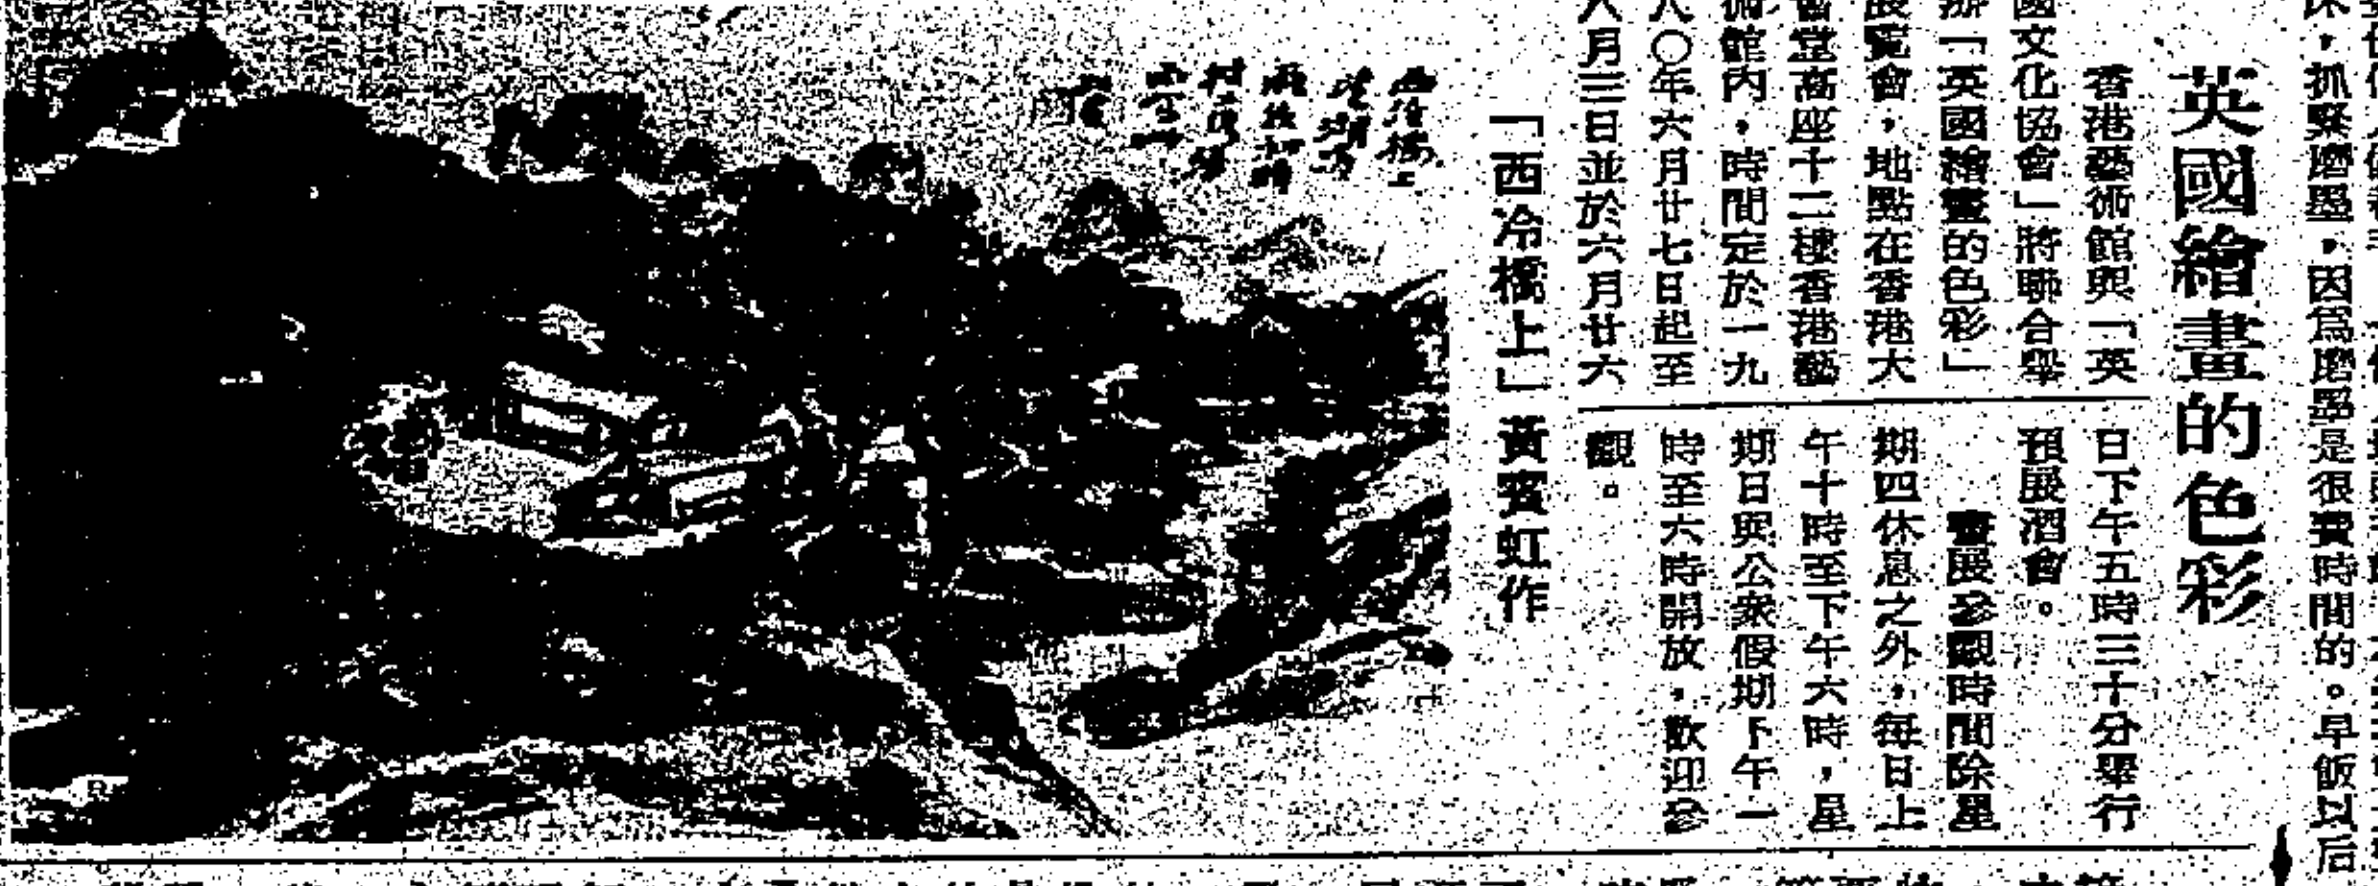 床，抓緊磨墨，因爲磨墨是很費時間的。早飯以后
英國繪畫的色彩
香港藝術館與「英
國文化協會」將聯合舉
辦「英國繪畫的色彩」
展覧會，地點在香港大
會堂高座十二樓香港藝
術館內，時間定於一九
八〇年六月廿七日起至
八月三日並於六月廿六
日下午五時三十分舉行
預展酒會。
畫展參觀時間除星
期四休息之外，每日上
午十時至下午六時，星
期日與公衆假期下午一
時至六時開放，歡迎參
觀。
「西冷橋上」黃賓虹作